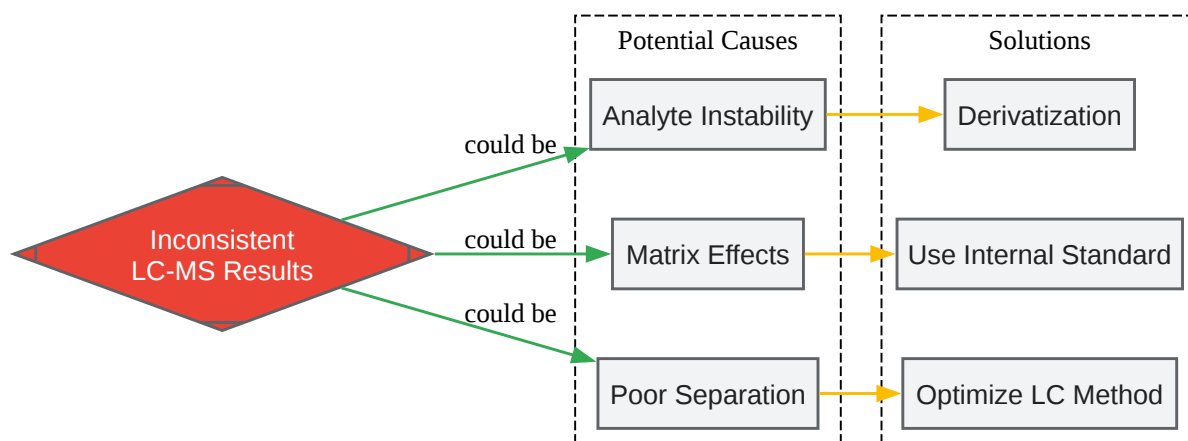 Potential Causes
Solutions
Analyte Instability
Derivatization
could be
Inconsistent
LC-MS Results
could be
Matrix Effects
Use Internal Standard
could be
Poor Separation
Optimize LC Method